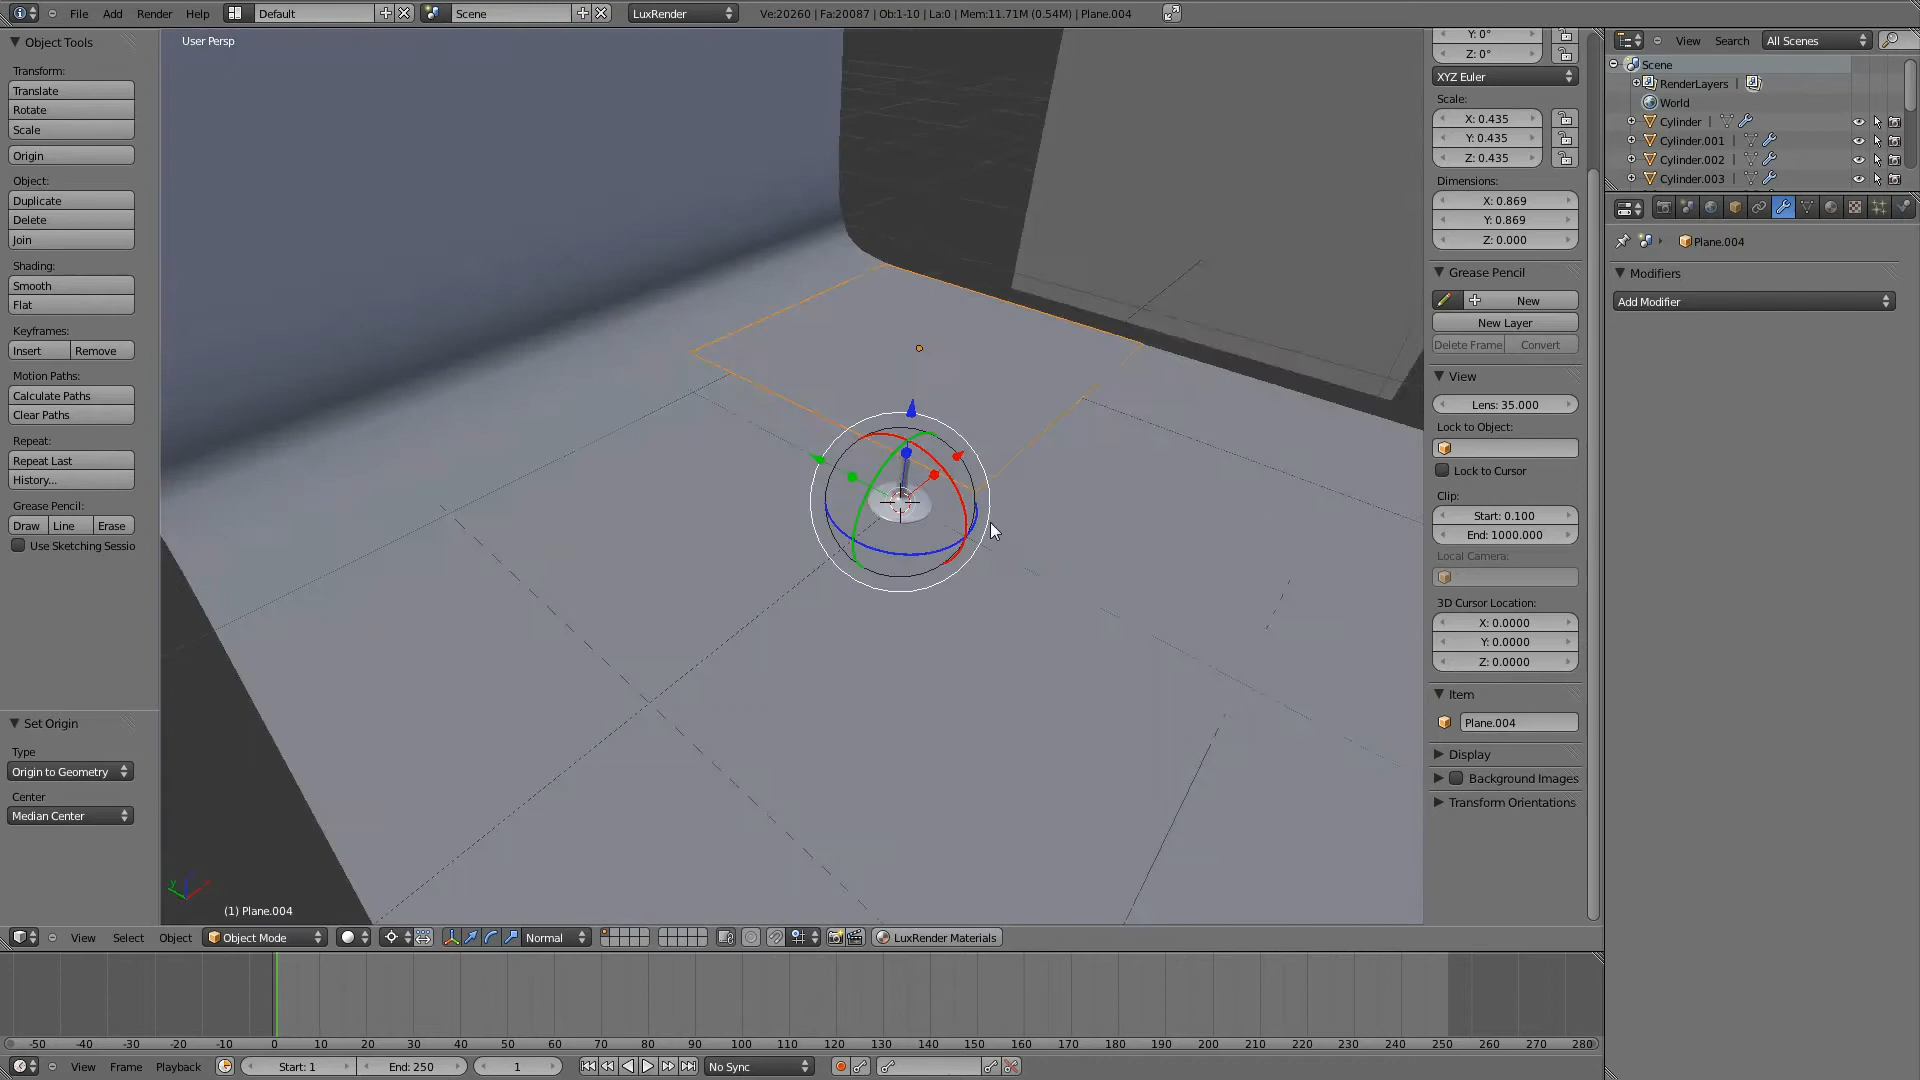 File Add Render Help Default Scene LuxRender Ve:20260 | Fa:20087 | Ob:1-10 | La:0 | Mem:11.71M (0.54M) | Plane.004
Object Tools
Transform:
Translate
Rotate
Scale
Origin
Object:
Duplicate
Delete
Join
Shading:
Smooth
Flat
Keyframes:
Insert Remove
Motion Paths:
Calculate Paths
Clear Paths
Repeat:
Repeat Last
History...
Grease Pencil:
Draw Line Erase
Use Sketching Sessio
Set Origin
Type
Origin to Geometry
Center
Median Center
User Persp
(1) Plane.004
Y: 0°
Z: 0°
XYZ Euler
Scale:
X: 0.435
Y: 0.435
Z: 0.435
Dimensions:
X: 0.869
Y: 0.869
Z: 0.000
Grease Pencil
New
New Layer
Delete Frame Convert
View
Lens: 35.000
Lock to Object:
Lock to Cursor
Clip:
Start: 0.100
End: 1000.000
Local Camera:
3D Cursor Location:
X: 0.0000
Y: 0.0000
Z: 0.0000
Item
Plane.004
Display
Background Images
Transform Orientations
View Search All Scenes
Scene
RenderLayers |
World
Cylinder |
Cylinder.001 |
Cylinder.002 |
Cylinder.003 |
Plane.004
Modifiers
Add Modifier
View Select Object Object Mode Normal LuxRender Materials
-50 -40 -30 -20 -10 0 10 20 30 40 50 60 70 80 90 100 110 120 130 140 150 160 170 180 190 200 210 220 230 240 250 260 270 280
View Frame Playback Start: 1 End: 250 1 No Sync